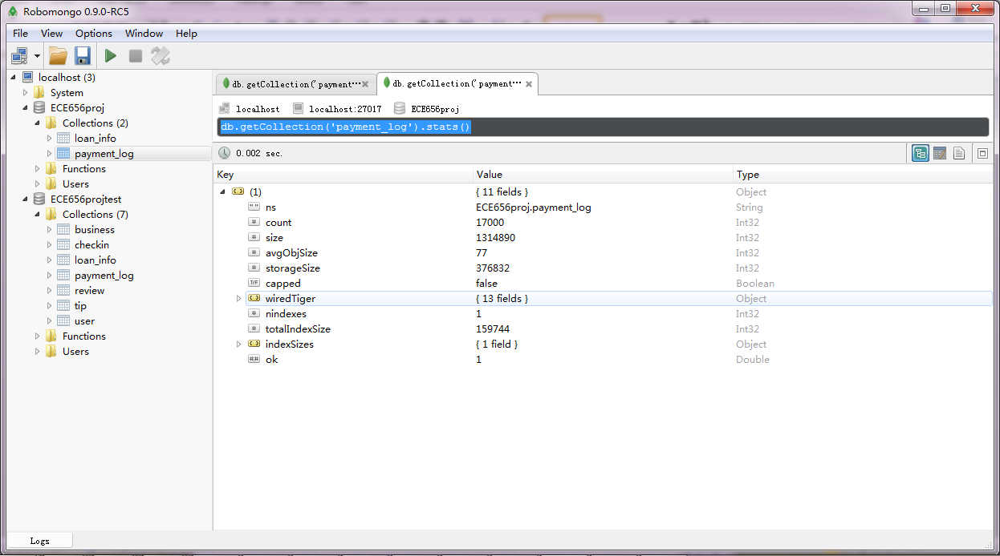 Robomongo 0.9.0-RC5
File View Options Window Help
localhost (3)
System
ECE656proj
Collections (2)
loan_info
payment_log
Functions
Users
ECE656projtest
Collections (7)
business
checkin
loan_info
payment_log
review
tip
user
Functions
Users
db.getCollection('payment··· db.getCollection('payment···
localhost localhost:27017 ECE656proj
db.getCollection('payment_log').stats()
0.002 sec.
Key Value Type
(1) { 11 fields } Object
" " ns ECE656proj.payment_log String
# count 17000 Int32
# size 1314890 Int32
# avgObjSize 77 Int32
# storageSize 376832 Int32
T/F capped false Boolean
{ } wiredTiger { 13 fields } Object
# nindexes 1 Int32
# totalIndexSize 159744 Int32
{ } indexSizes { 1 field } Object
## ok 1 Double
Logs